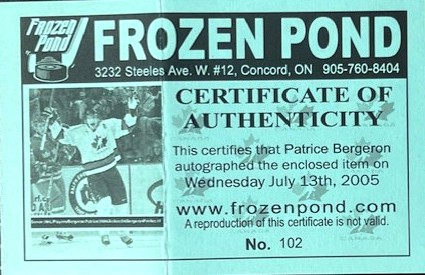 Frozen Pond
FROZEN POND
3232 Steeles Ave. W. #12, Concord, ON 905-760-8404
CERTIFICATE OF
AUTHENTICITY
This certifies that Patrice Bergeron
autographed the enclosed item on
Wednesday July 13th, 2005
www.frozenpond.com
A reproduction of this certificate is not valid.
No. 102
CANADA